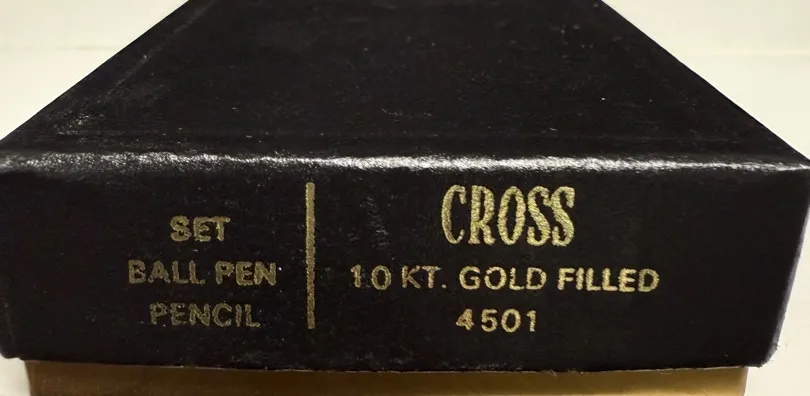 SET
BALL PEN
PENCIL
CROSS
10 KT. GOLD FILLED
4501